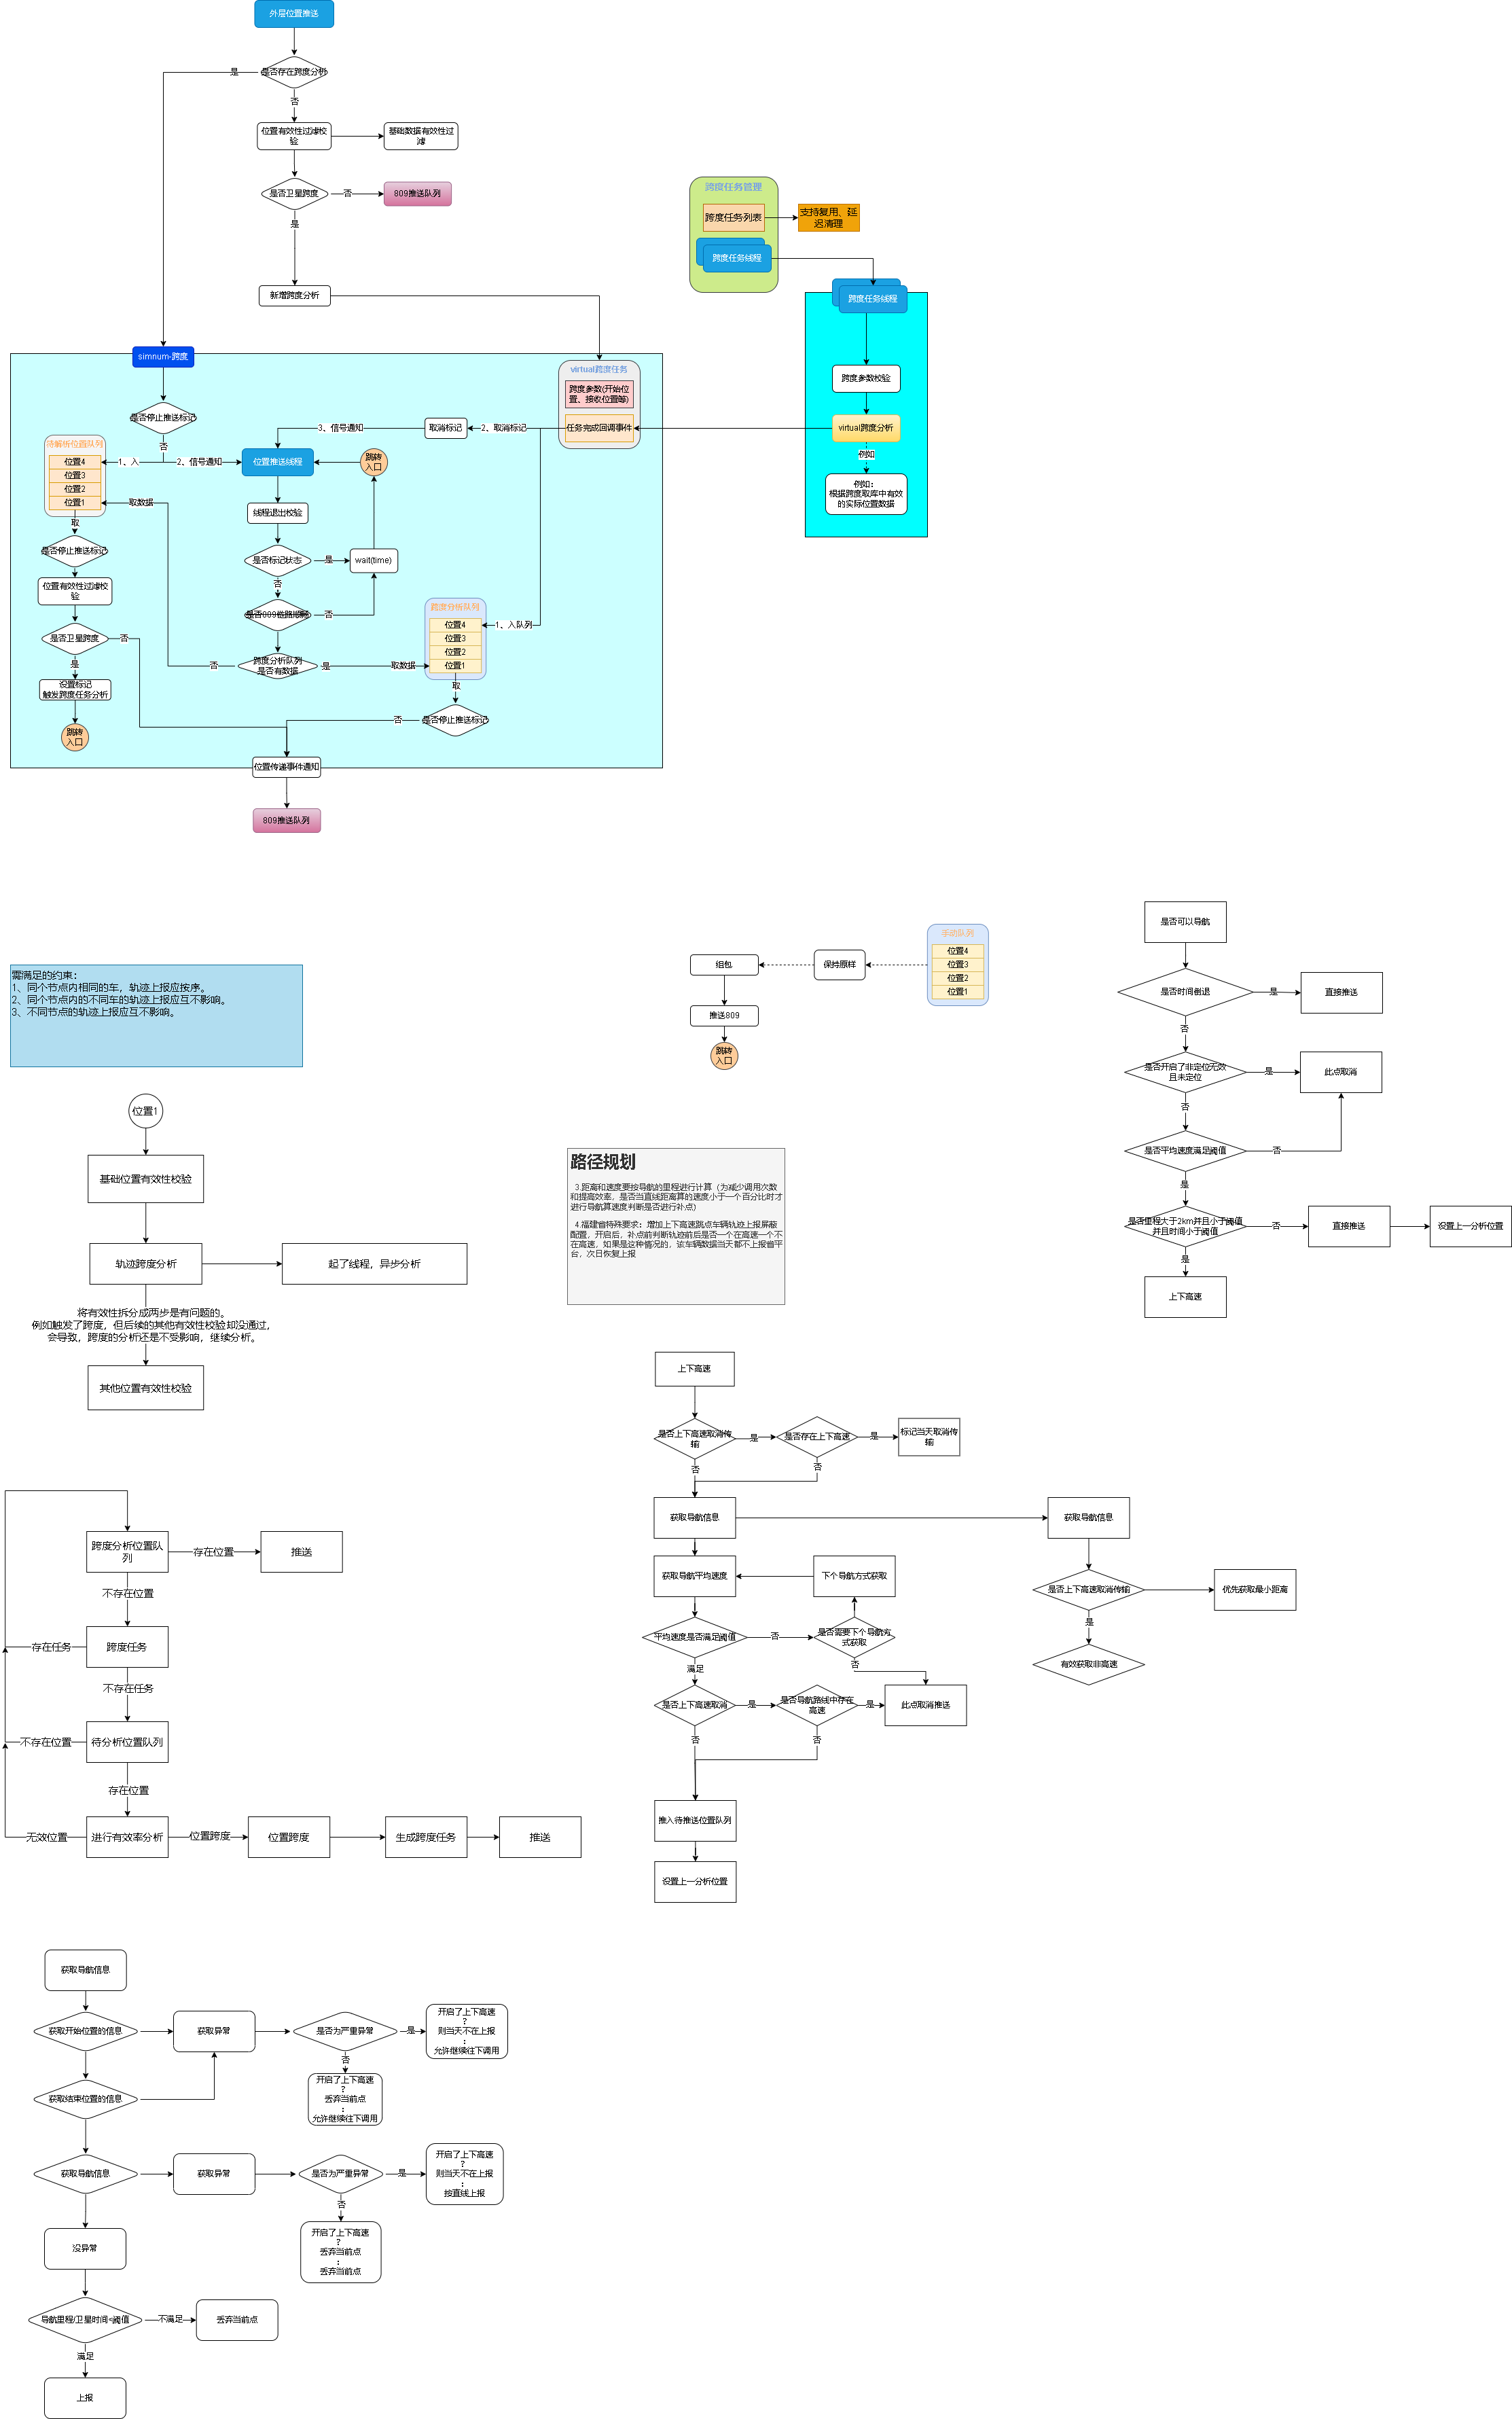 外层位置推送
是否存在跨度分析
是
否
位置有效性过滤校
验
基础数据有效性过
滤
是否卫星跨度
否
809推送队列
是
新增跨度分析
跨度任务管理
跨度任务列表
支持复用、延
迟清理
跨度任务线程
跨度任务线程
跨度参数校验
virtual跨度分析
例如
例如：
根据跨度取库中有效
的实际位置数据
simnum-跨度
virtual跨度任务
跨度参数(开始位
置、接收位置等)
任务完成回调事件
2、取消标记
取消标记
3、信号通知
是否停止推送标记
否
待解析位置队列
位置4
位置3
位置2
位置1
1、入
2、信号通知
位置推送线程
跳转
入口
取数据
取
线程退出校验
是否停止推送标记
是否标记状态
是
wait(time)
否
位置有效性过滤校
验
是否809链路顺畅
否
跨度分析队列
位置4
位置3
位置2
位置1
1、入队列
是否卫星跨度
否
是
跨度分析队列
是否有数据
否
是
取数据
取
设置标记
触发跨度任务分析
跳转
入口
是否停止推送标记
否
位置传递事件通知
809推送队列
需满足的约束：
1、同个节点内相同的车，轨迹上报应按序。
2、同个节点内的不同车的轨迹上报应互不影响。
3、不同节点的轨迹上报应互不影响。
手动队列
位置4
位置3
位置2
位置1
保持原样
组包
推送809
跳转
入口
是否可以导航
是否时间倒退
是
直接推送
否
是否开启了非定位无效
且未定位
是
此点取消
否
是否平均速度满足阈值
否
是
是否里程大于2km并且小于阈值
并且时间小于阈值
否
直接推送
设置上一分析位置
是
上下高速
位置1
基础位置有效性校验
轨迹跨度分析
起了线程，异步分析
将有效性拆分成两步是有问题的。
例如触发了跨度，但后续的其他有效性校验却没通过，
会导致，跨度的分析还是不受影响，继续分析。
其他位置有效性校验
路径规划
3.距离和速度要按导航的里程进行计算（为减少调用次数
和提高效率，是否当直线距离算的速度小于一个百分比时才
进行导航算速度判断是否进行补点）
4.福建省特殊要求：增加上下高速跳点车辆轨迹上报屏蔽
配置，开启后，补点前判断轨迹前后是否一个在高速一个不
在高速，如果是这种情况的，该车辆数据当天都不上报省平
台，次日恢复上报
上下高速
是否上下高速取消传
输
是
是否存在上下高速
是
标记当天取消传
输
否
否
获取导航信息
获取导航信息
获取导航平均速度
下个导航方式获取
是否上下高速取消传输
优先获取最小距离
是
有效获取非高速
平均速度是否满足阈值
否
是否需要下个导航方
式获取
满足
否
是否上下高速取消
是
是否导航路线中存在
高速
是
此点取消推送
否
否
推入待推送位置队列
设置上一分析位置
跨度分析位置队
列
存在位置
推送
不存在位置
跨度任务
存在任务
不存在任务
待分析位置队列
不存在位置
存在位置
进行有效率分析
无效位置
位置跨度
位置跨度
生成跨度任务
推送
获取导航信息
获取开始位置的信息
获取异常
是否为严重异常
是
开启了上下高速
？
则当天不在上报
：
允许继续往下调用
否
开启了上下高速
？
丢弃当前点
：
允许继续往下调用
获取结束位置的信息
获取导航信息
获取异常
是否为严重异常
是
开启了上下高速
？
则当天不在上报
：
按直线上报
否
开启了上下高速
？
丢弃当前点
：
丢弃当前点
没异常
导航里程/卫星时间<阈值
不满足
丢弃当前点
满足
上报